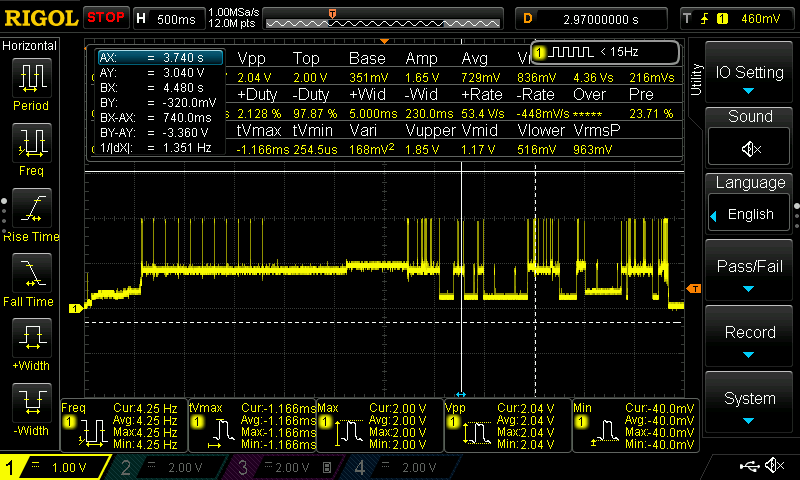 RIGOL STOP H 500ms 1.00MSa/s 12.0M pts T D 2.97000000 s T 1 460mV
Horizontal
Period
Freq
Rise Time
Fall Time
+Width
-Width
AX: = 3.740 s
AY: = 3.040 V
BX: = 4.480 s
BY: = -320.0mV
BX-AX: = 740.0ms
BY-AY: = -3.360 V
1/|dX|: = 1.351 Hz
Vpp Top Base Amp Avg
2.04 V 2.00 V 351mV 1.65 V 729mV 836mV 4.36 Vs 216mVs
+Duty -Duty +Wid -Wid +Rate -Rate Over Pre
2.128 % 97.87 % 5.000ms 230.0ms 53.4 V/s -448mV/s ***** 23.71 %
tVmax tVmin Vari Vupper Vmid Vlower VrmsP
-1.166ms 254.5us 168mV² 1.85 V 1.17 V 516mV 963mV
1 < 15Hz
Utility
IO Setting
Sound
Language
English
Pass/Fail
Record
System
1
T
Freq
1
Cur:4.25 Hz
Avg:4.25 Hz
Max:4.25 Hz
Min:4.25 Hz
tVmax
1
Cur:-1.166ms
Avg:-1.166ms
Max:-1.166ms
Min:-1.166ms
Max
1
Cur:2.00 V
Avg:2.00 V
Max:2.00 V
Min:2.00 V
Vpp
1
Cur:2.04 V
Avg:2.04 V
Max:2.04 V
Min:2.04 V
Min
1
Cur:-40.0mV
Avg:-40.0mV
Max:-40.0mV
Min:-40.0mV
1 1.00 V 2 2.00 V 3 2.00 V B 4 2.00 V